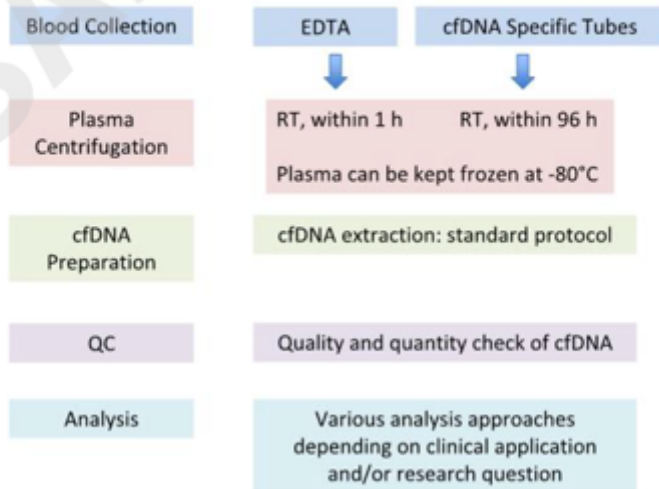 Blood Collection
EDTA
cfDNA Specific Tubes
Plasma
Centrifugation
RT, within 1 h
RT, within 96 h
Plasma can be kept frozen at -80°C
cfDNA
Preparation
cfDNA extraction: standard protocol
QC
Quality and quantity check of cfDNA
Analysis
Various analysis approaches
depending on clinical application
and/or research question